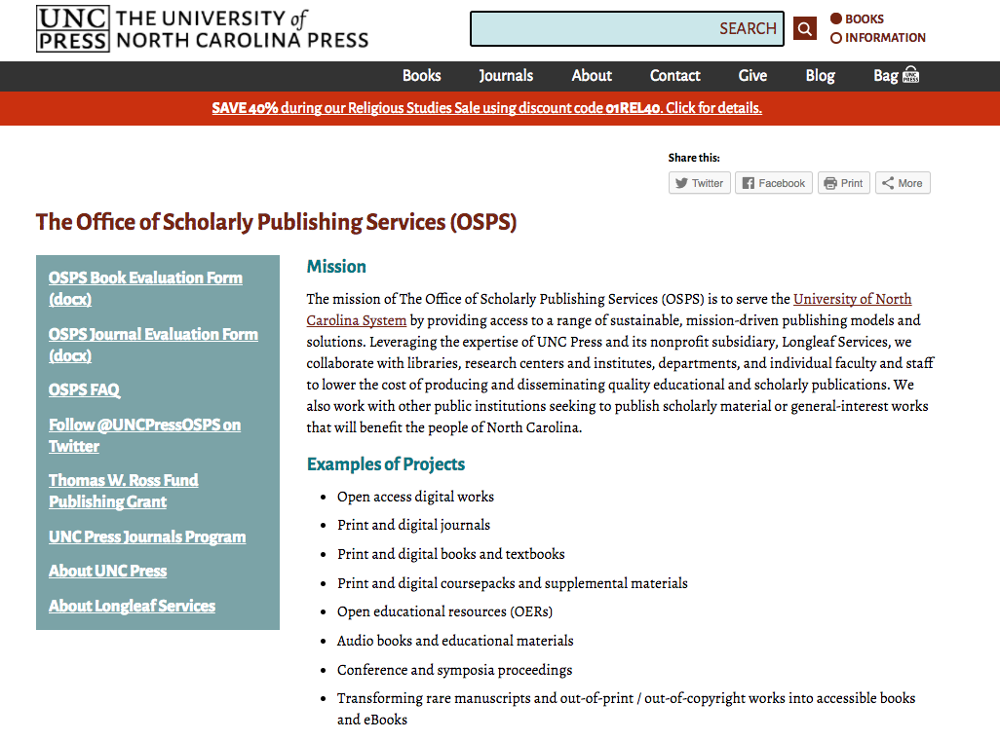 UNC PRESS THE UNIVERSITY of
NORTH CAROLINA PRESS
SEARCH
BOOKS
INFORMATION
Books Journals About Contact Give Blog Bag UNC PRESS
SAVE 40% during our Religious Studies Sale using discount code 01REL40. Click for details.
Share this:
Twitter Facebook Print More
The Office of Scholarly Publishing Services (OSPS)
OSPS Book Evaluation Form
(docx)
OSPS Journal Evaluation Form
(docx)
OSPS FAQ
Follow @UNCPressOSPS on
Twitter
Thomas W. Ross Fund
Publishing Grant
UNC Press Journals Program
About UNC Press
About Longleaf Services
Mission
The mission of The Office of Scholarly Publishing Services (OSPS) is to serve the University of North
Carolina System by providing access to a range of sustainable, mission-driven publishing models and
solutions. Leveraging the expertise of UNC Press and its nonprofit subsidiary, Longleaf Services, we
collaborate with libraries, research centers and institutes, departments, and individual faculty and staff
to lower the cost of producing and disseminating quality educational and scholarly publications. We
also work with other public institutions seeking to publish scholarly material or general-interest works
that will benefit the people of North Carolina.
Examples of Projects
• Open access digital works
• Print and digital journals
• Print and digital books and textbooks
• Print and digital coursepacks and supplemental materials
• Open educational resources (OERs)
• Audio books and educational materials
• Conference and symposia proceedings
• Transforming rare manuscripts and out-of-print / out-of-copyright works into accessible books
and eBooks